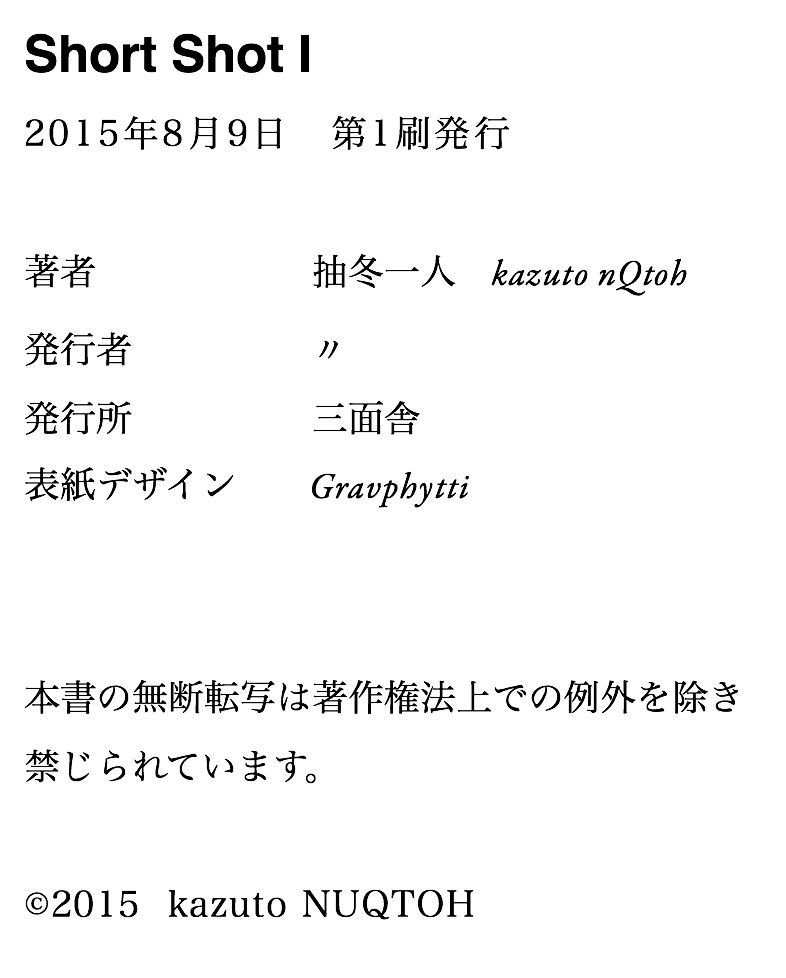 Short Shot I
2015年8月9日　第1刷発行
著者　抽冬一人　kazuto nQtoh
発行者　〃
発行所　三面舎
表紙デザイン　Gravphytti
本書の無断転写は著作権法上での例外を除き
禁じられています。
©2015 kazuto NUQTOH